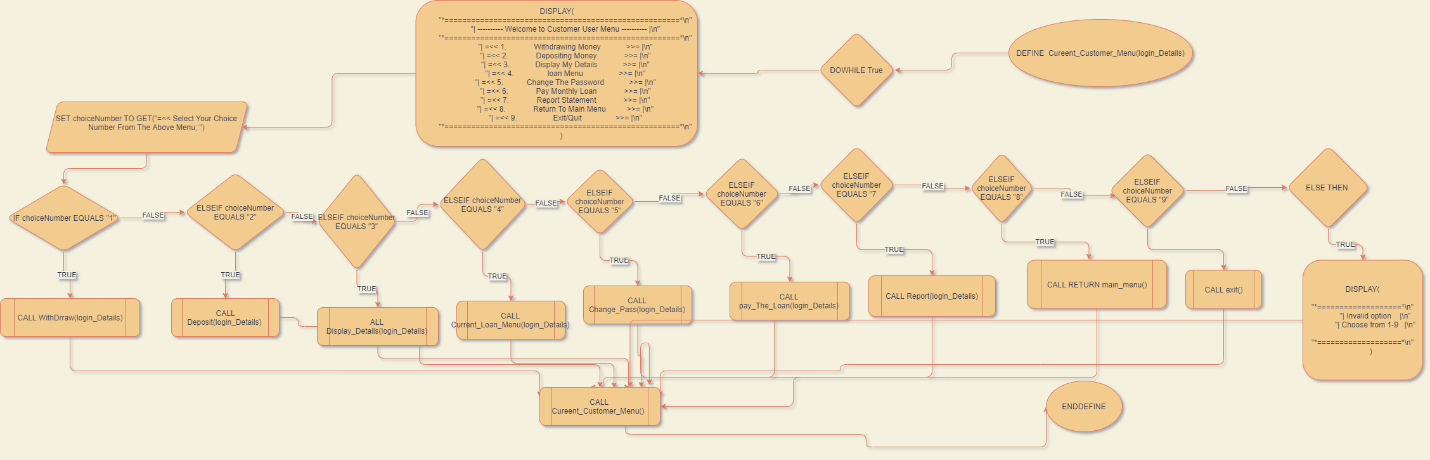 DISPLAY(
"*=====================================================*\n"
"| ---------- Welcome to Customer User Menu ---------- |\n"
"*=====================================================*\n"
"| =<< 1. Withdrawing Money >>= |\n"
"| =<< 2. Depositing Money >>= |\n"
"| =<< 3. Display My Details >>= |\n"
"| =<< 4. loan Menu >>= |\n"
"| =<< 5. Change The Password >>= |\n"
"| =<< 6. Pay Monthly Loan >>= |\n"
"| =<< 7. Report Statement >>= |\n"
"| =<< 8. Return To Main Menu >>= |\n"
"| =<< 9. Exit/Quit >>= |\n"
"*=====================================================*\n"
)
DOWHILE True
DEFINE Cureent_Customer_Menu(login_Details)
SET choiceNumber TO GET("=<< Select Your Choice
Number From The Above Menu; ")
IF choiceNumber EQUALS "1"
FALSE
ELSEIF choiceNumber
EQUALS "2"
FALSE
ELSEIF choiceNumber
EQUALS "3"
FALSE
ELSEIF choiceNumber
EQUALS "4"
FALSE
ELSEIF
choiceNumber
EQUALS "5"
FALSE
ELSEIF
choiceNumber
EQUALS "6"
FALSE
ELSEIF
choiceNumber
EQUALS "7
FALSE
ELSEIF
choiceNumber
EQUALS "8"
FALSE
ELSEIF
choiceNumber
EQUALS "9"
FALSE
ELSE THEN
TRUE
TRUE
TRUE
TRUE
TRUE
TRUE
TRUE
TRUE
TRUE
TRUE
CALL WithDrraw(login_Details)
CALL
Deposit(login_Details)
ALL
Display_Details(login_Details)
CALL
Current_Loan_Menu(login_Details)
CALL
Change_Pass(login_Details)
CALL
pay_The_Loan(login_Details)
CALL Report(login_Details)
CALL RETURN main_menu()
CALL exit()
DISPLAY(
"*===================*\n"
"| Invalid option |\n"
"| Choose from 1-9 |\n"
"*===================*\n"
)
CALL
Cureent_Customer_Menu()
ENDDEFINE